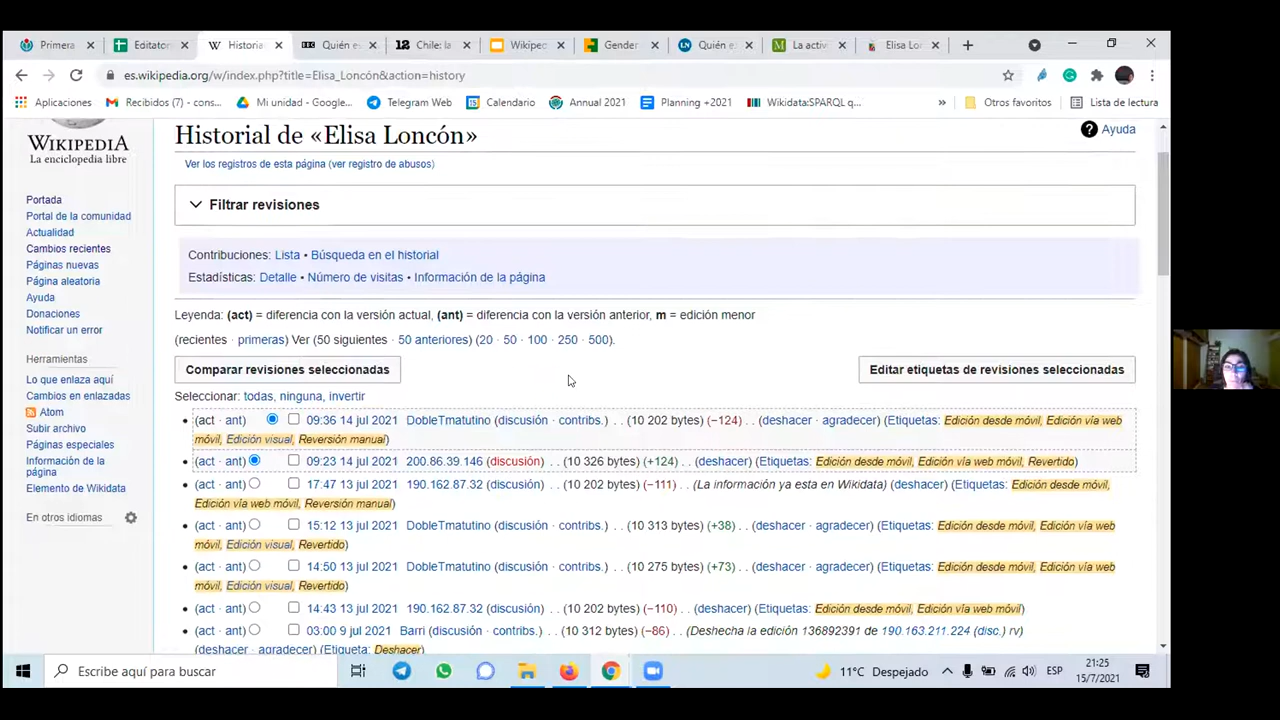 Primera
Editator
Historia
Quién e
Chile: la
Wikiped
Gender
Quién e
La activ
Elisa Lo
es.wikipedia.org/w/index.php?title=Elisa_Loncón&action=history
Aplicaciones
Recibidos (7) - cons...
Mi unidad - Google...
Telegram Web
Calendario
Annual 2021
Planning +2021
Wikidata:SPARQL q...
»
Otros favoritos
Lista de lectura
WIKIPEDIA
La enciclopedia libre
Portada
Portal de la comunidad
Actualidad
Cambios recientes
Páginas nuevas
Página aleatoria
Ayuda
Donaciones
Notificar un error
Herramientas
Lo que enlaza aquí
Cambios en enlazadas
Atom
Subir archivo
Páginas especiales
Información de la
página
Elemento de Wikidata
En otros idiomas
Historial de «Elisa Loncón»
Ayuda
Ver los registros de esta página (ver registro de abusos)
Filtrar revisiones
Contribuciones: Lista • Búsqueda en el historial
Estadísticas: Detalle • Número de visitas • Información de la página
Leyenda: (act) = diferencia con la versión actual, (ant) = diferencia con la versión anterior, m = edición menor
(recientes · primeras) Ver (50 siguientes · 50 anteriores) (20 · 50 · 100 · 250 · 500).
Comparar revisiones seleccionadas
Editar etiquetas de revisiones seleccionadas
Seleccionar: todas, ninguna, invertir
(act · ant) 09:36 14 jul 2021 DobleTmatutino (discusión · contribs.) . . (10 202 bytes) (−124) . . (deshacer · agradecer) (Etiquetas: Edición desde móvil, Edición vía web
móvil, Edición visual, Reversión manual)
(act · ant) 09:23 14 jul 2021 200.86.39.146 (discusión) . . (10 326 bytes) (+124) . . (deshacer) (Etiquetas: Edición desde móvil, Edición vía web móvil, Revertido)
(act · ant) 17:47 13 jul 2021 190.162.87.32 (discusión) . . (10 202 bytes) (−111) . . (La información ya esta en Wikidata) (deshacer) (Etiquetas: Edición desde móvil,
Edición vía web móvil, Reversión manual)
(act · ant) 15:12 13 jul 2021 DobleTmatutino (discusión · contribs.) . . (10 313 bytes) (+38) . . (deshacer · agradecer) (Etiquetas: Edición desde móvil, Edición vía web
móvil, Edición visual, Revertido)
(act · ant) 14:50 13 jul 2021 DobleTmatutino (discusión · contribs.) . . (10 275 bytes) (+73) . . (deshacer · agradecer) (Etiquetas: Edición desde móvil, Edición vía web
móvil, Edición visual, Revertido)
(act · ant) 14:43 13 jul 2021 190.162.87.32 (discusión) . . (10 202 bytes) (−110) . . (deshacer) (Etiquetas: Edición desde móvil, Edición vía web móvil)
(act · ant) 03:00 9 jul 2021 Barri (discusión · contribs.) . . (10 312 bytes) (−86) . . (Deshecha la edición 136892391 de 190.163.211.224 (disc.) rv)
(deshacer · agradecer) (Etiqueta: Deshacer)
Escribe aquí para buscar
11°C Despejado
ESP
21:25
15/7/2021